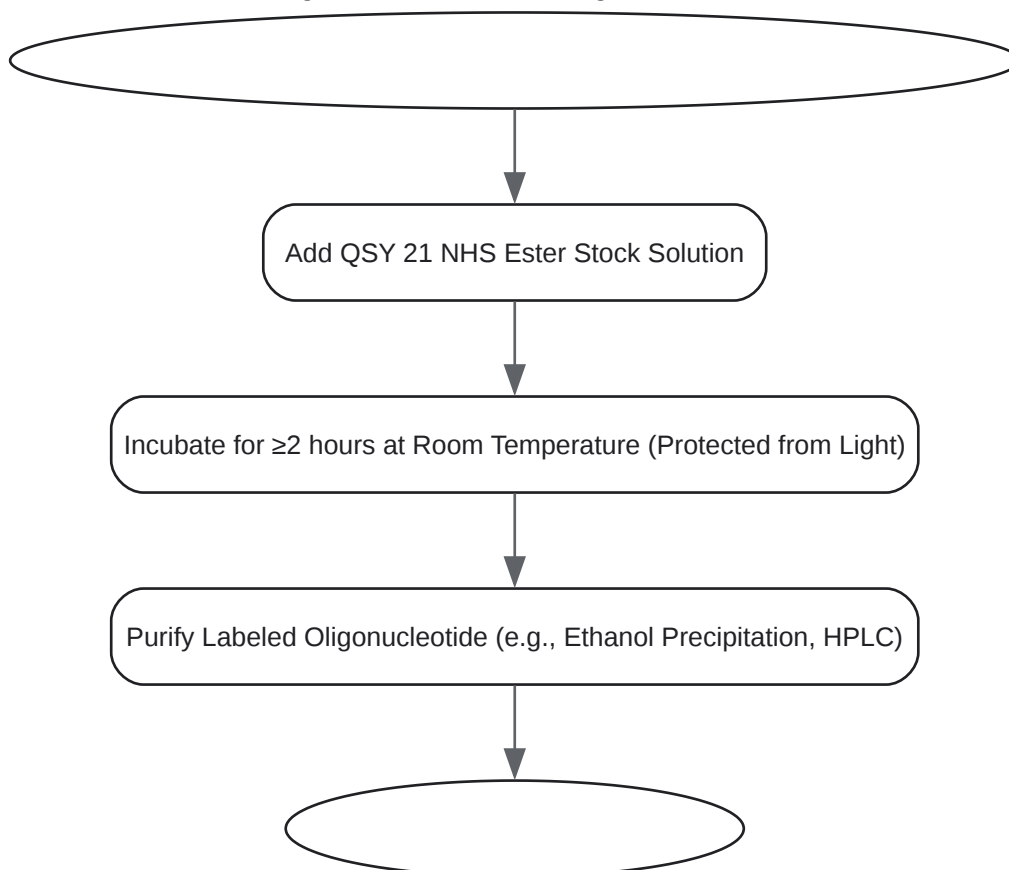 Add QSY 21 NHS Ester Stock Solution
Incubate for ≥2 hours at Room Temperature (Protected from Light)
Purify Labeled Oligonucleotide (e.g., Ethanol Precipitation, HPLC)